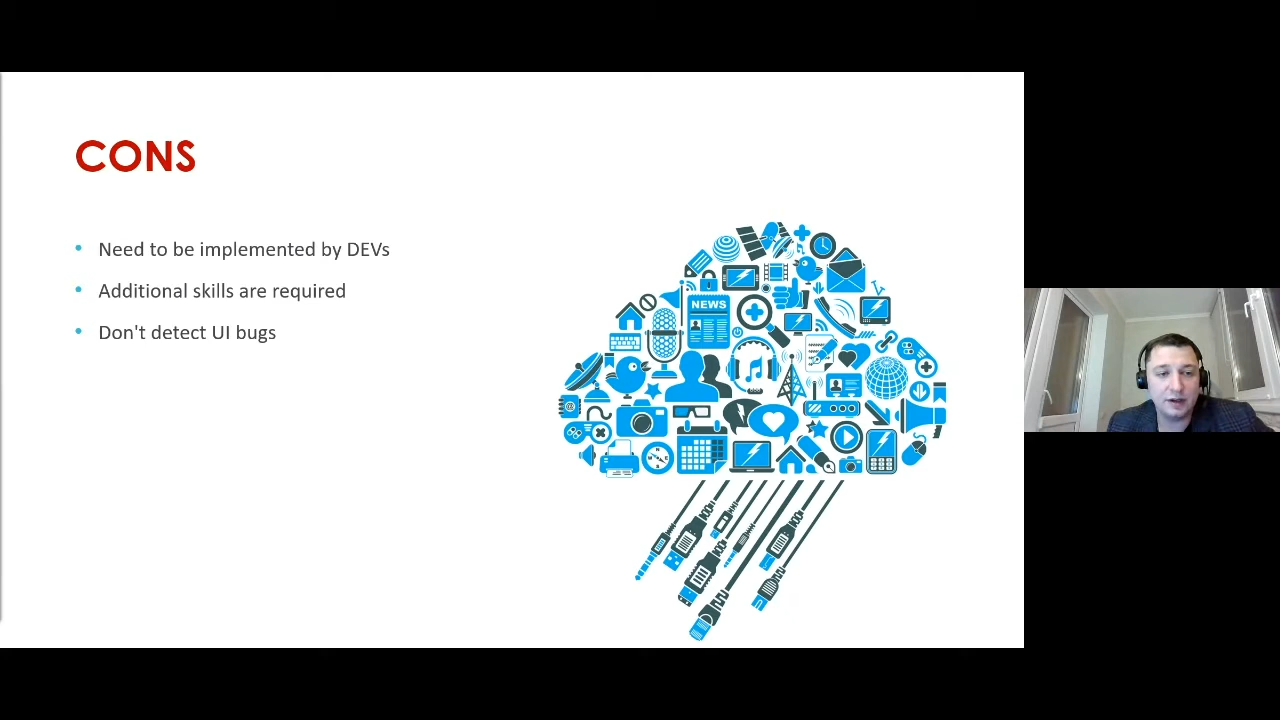 CONS
• Need to be implemented by DEVs
• Additional skills are required
• Don't detect UI bugs
NEWS